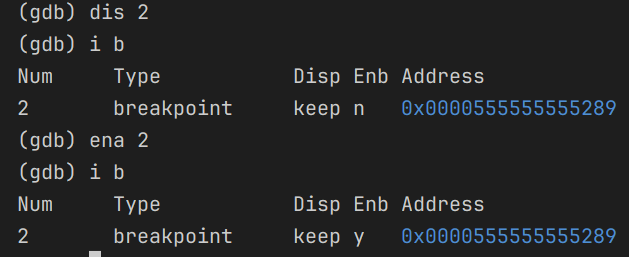 (gdb) dis 2
(gdb) i b
Num     Type           Disp Enb Address
2       breakpoint     keep n   0x0000555555555289
(gdb) ena 2
(gdb) i b
Num     Type           Disp Enb Address
2       breakpoint     keep y   0x0000555555555289